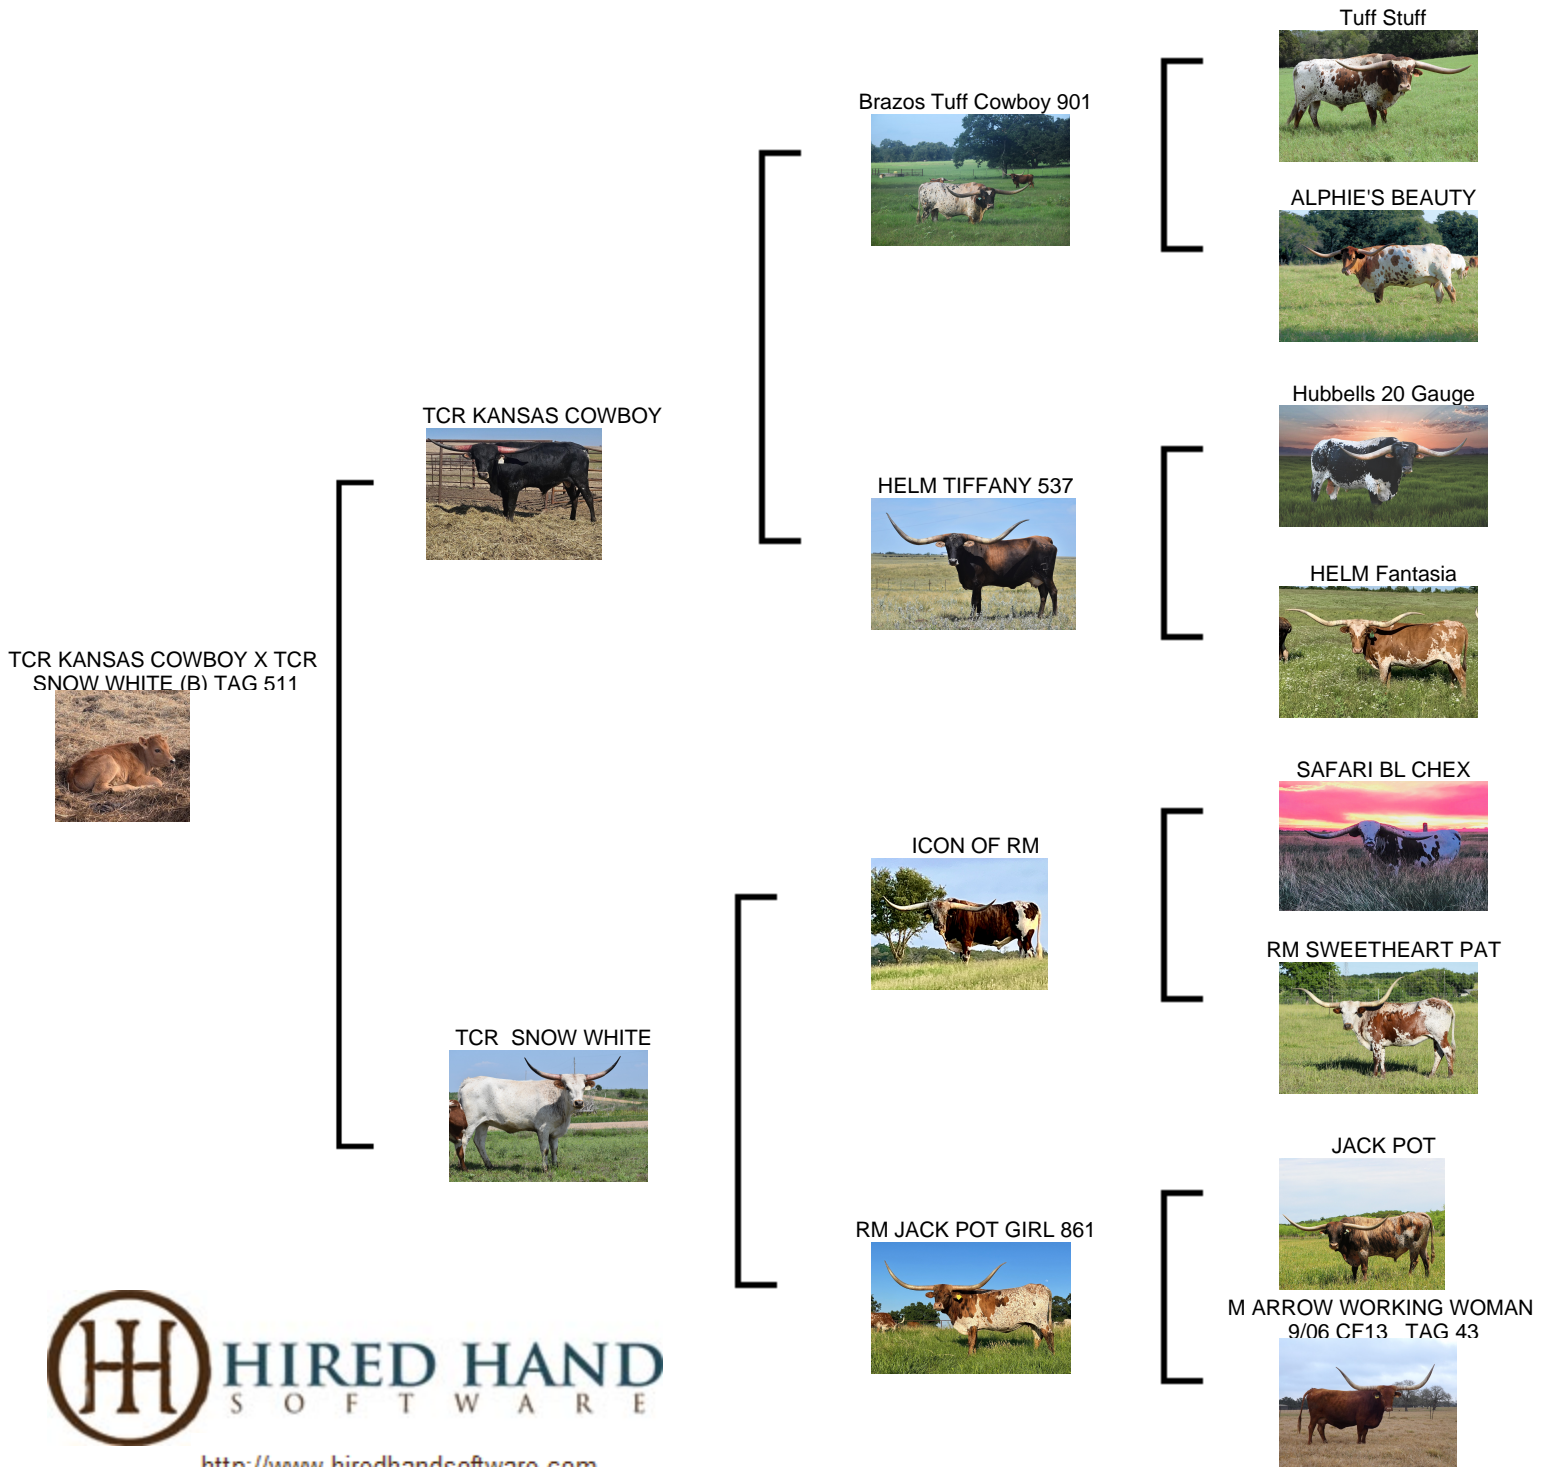 Tuff Stuff
Brazos Tuff Cowboy 901
ALPHIE'S BEAUTY
TCR KANSAS COWBOY
Hubbells 20 Gauge
HELM TIFFANY 537
HELM Fantasia
TCR KANSAS COWBOY X TCR
SNOW WHITE (B) TAG 511
SAFARI BL CHEX
ICON OF RM
RM SWEETHEART PAT
TCR  SNOW WHITE
JACK POT
RM JACK POT GIRL 861
M ARROW WORKING WOMAN
9/06 CF13   TAG 43
HIRED HAND
SOFTWARE
http://www.hiredhandsoftware.com